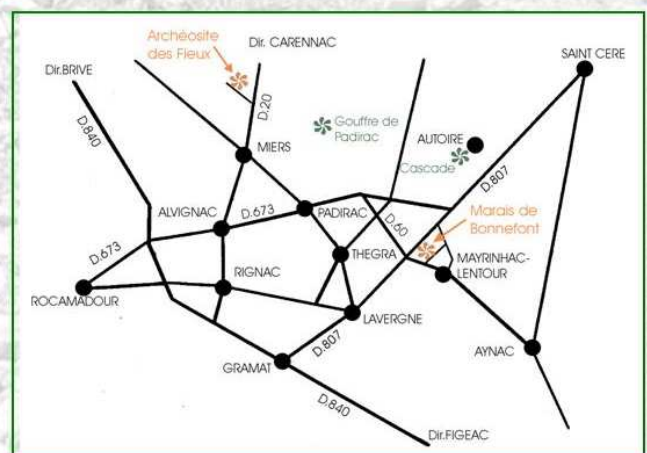 Archéosite
des Fieux
Dir. CARENNAC
SAINT CERE
Dir.BRIVE
D.840
D.20
Gouffre de
Padirac
AUTOIRE
Cascade
MIERS
D.807
ALVIGNAC
D.673
PADIRAC
D.60
Marais de
Bonnefont
D.673
THEGRA
MAYRINHAC-
LENTOUR
RIGNAC
ROCAMADOUR
LAVERGNE
D.807
AYNAC
GRAMAT
D.840
Dir.FIGEAC